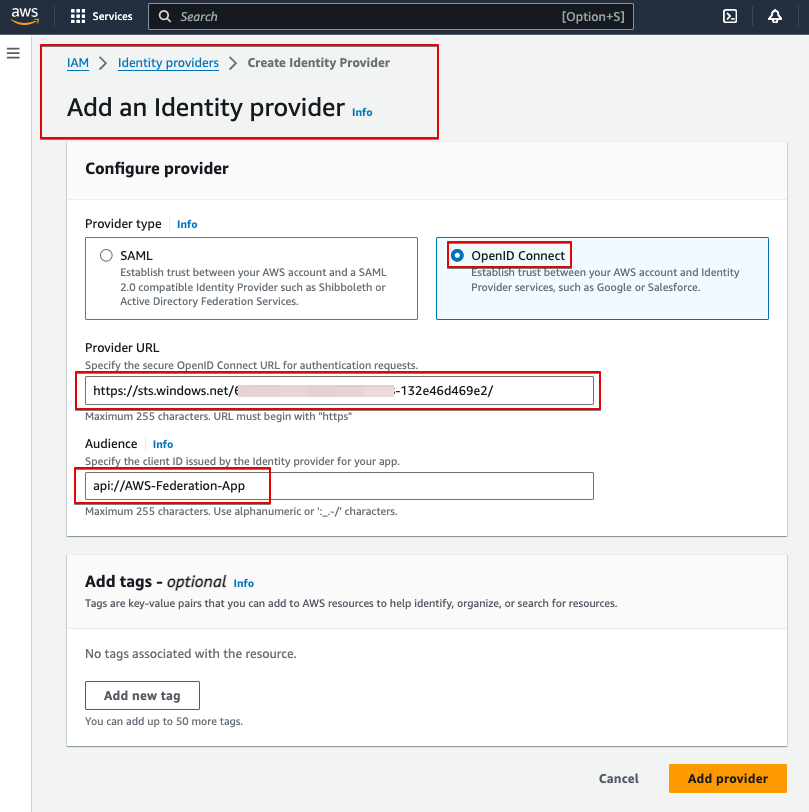 aws
Services
Search [Option+S]
IAM > Identity providers > Create Identity Provider
Add an Identity provider Info
Configure provider
Provider type Info
SAML
Establish trust between your AWS account and a SAML
2.0 compatible Identity Provider such as Shibboleth or
Active Directory Federation Services.
OpenID Connect
Establish trust between your AWS account and Identity
Provider services, such as Google or Salesforce.
Provider URL
Specify the secure OpenID Connect URL for authentication requests.
https://sts.windows.net/6 -132e46d469e2/
Maximum 255 characters. URL must begin with "https"
Audience Info
Specify the client ID issued by the Identity provider for your app.
api://AWS-Federation-App
Maximum 255 characters. Use alphanumeric or ':_.-/' characters.
Add tags - optional Info
Tags are key-value pairs that you can add to AWS resources to help identify, organize, or search for resources.
No tags associated with the resource.
Add new tag
You can add up to 50 more tags.
Cancel
Add provider